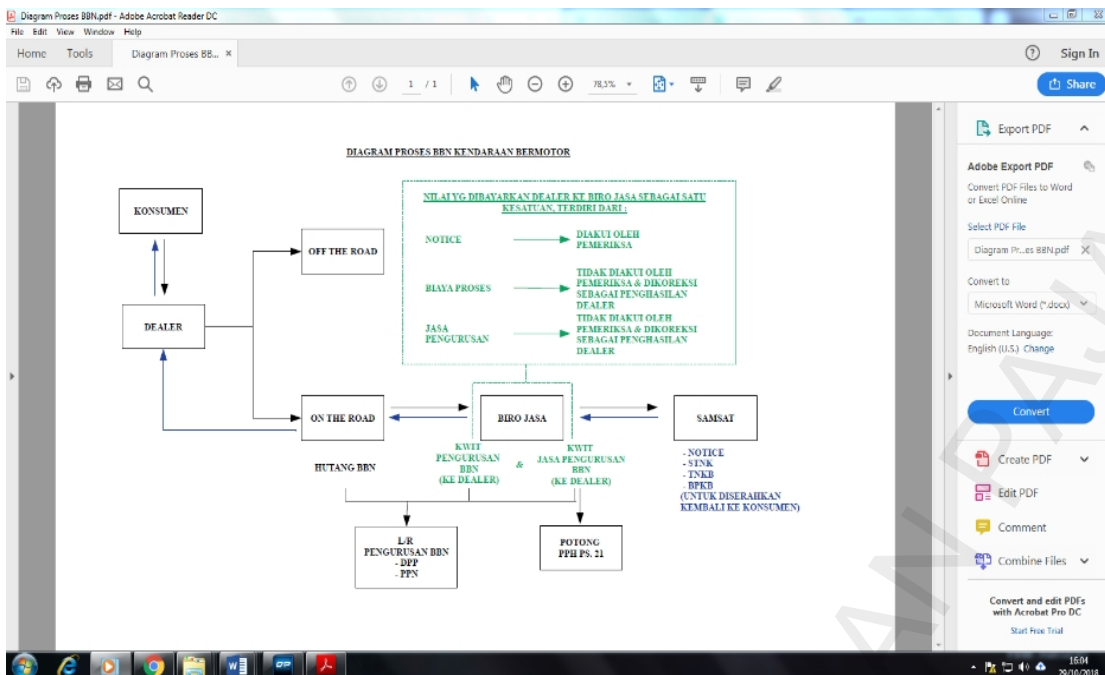 Diagram Proses BBN.pdf - Adobe Acrobat Reader DC
File Edit View Window Help
Home Tools Diagram Proses BB... ×
Sign In
1 / 1
78,5%
Share
DIAGRAM PROSES BBN KENDARAAN BERMOTOR
KONSUMEN
DEALER
OFF THE ROAD
NILAI YG DIBAYARKAN DEALER KE BIRO JASA SEBAGAI SATU
KESATUAN, TERDIRI DARI :
NOTICE
DIAKUI OLEH
PEMERIKSA
BIAYA PROSES
TIDAK DIAKUI OLEH
PEMERIKSA & DIKOREKSI
SEBAGAI PENGHASILAN
DEALER
JASA
PENGURUSAN
TIDAK DIAKUI OLEH
PEMERIKSA & DIKOREKSI
SEBAGAI PENGHASILAN
DEALER
ON THE ROAD
BIRO JASA
SAMSAT
HUTANG BBN
KWIT
PENGURUSAN
BBN
(KE DEALER)
&
KWIT
JASA PENGURUSAN
BBN
(KE DEALER)
- NOTICE
- STNK
- TNKB
- BPKB
(UNTUK DISERAHKAN
KEMBALI KE KONSUMEN)
L/R
PENGURUSAN BBN
- DPP
- PPN
POTONG
PPH PS. 21
Export PDF
Adobe Export PDF
Convert PDF Files to Word
or Excel Online
Select PDF File
Diagram Pr...es BBN.pdf ×
Convert to
Microsoft Word (*.docx)
Document Language:
English (U.S.) Change
Convert
Create PDF
Edit PDF
Comment
Combine Files
Convert and edit PDFs
with Acrobat Pro DC
Start Free Trial
16:04
29/10/2018